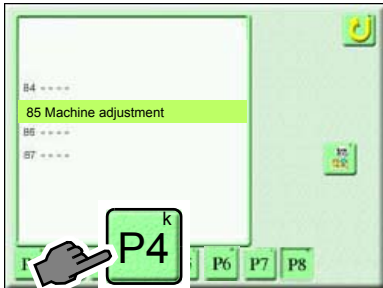 84 ----
85 Machine adjustment
86 ----
87 ----
k
P4
P6 P7 P8